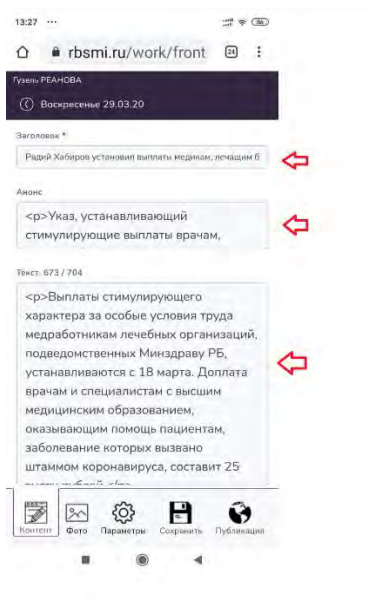 13:27 ...
56
rbsmi.ru/work/front
24
Гузель РЕАНОВА
Воскресенье 29.03.20
Заголовок *
Радий Хабиров установил выплаты медикам, лечащим б
Анонс
<p>Указ, устанавливающий
стимулирующие выплаты врачам,
Текст. 673 / 704
<p>Выплаты стимулирующего
характера за особые условия труда
медработникам лечебных организаций,
подведомственных Минздраву РБ,
устанавливаются с 18 марта. Доплата
врачам и специалистам с высшим
медицинским образованием,
оказывающим помощь пациентам,
заболевание которых вызвано
штаммом коронавируса, составит 25
Контент
Фото
Параметры
Сохранить
Публикация